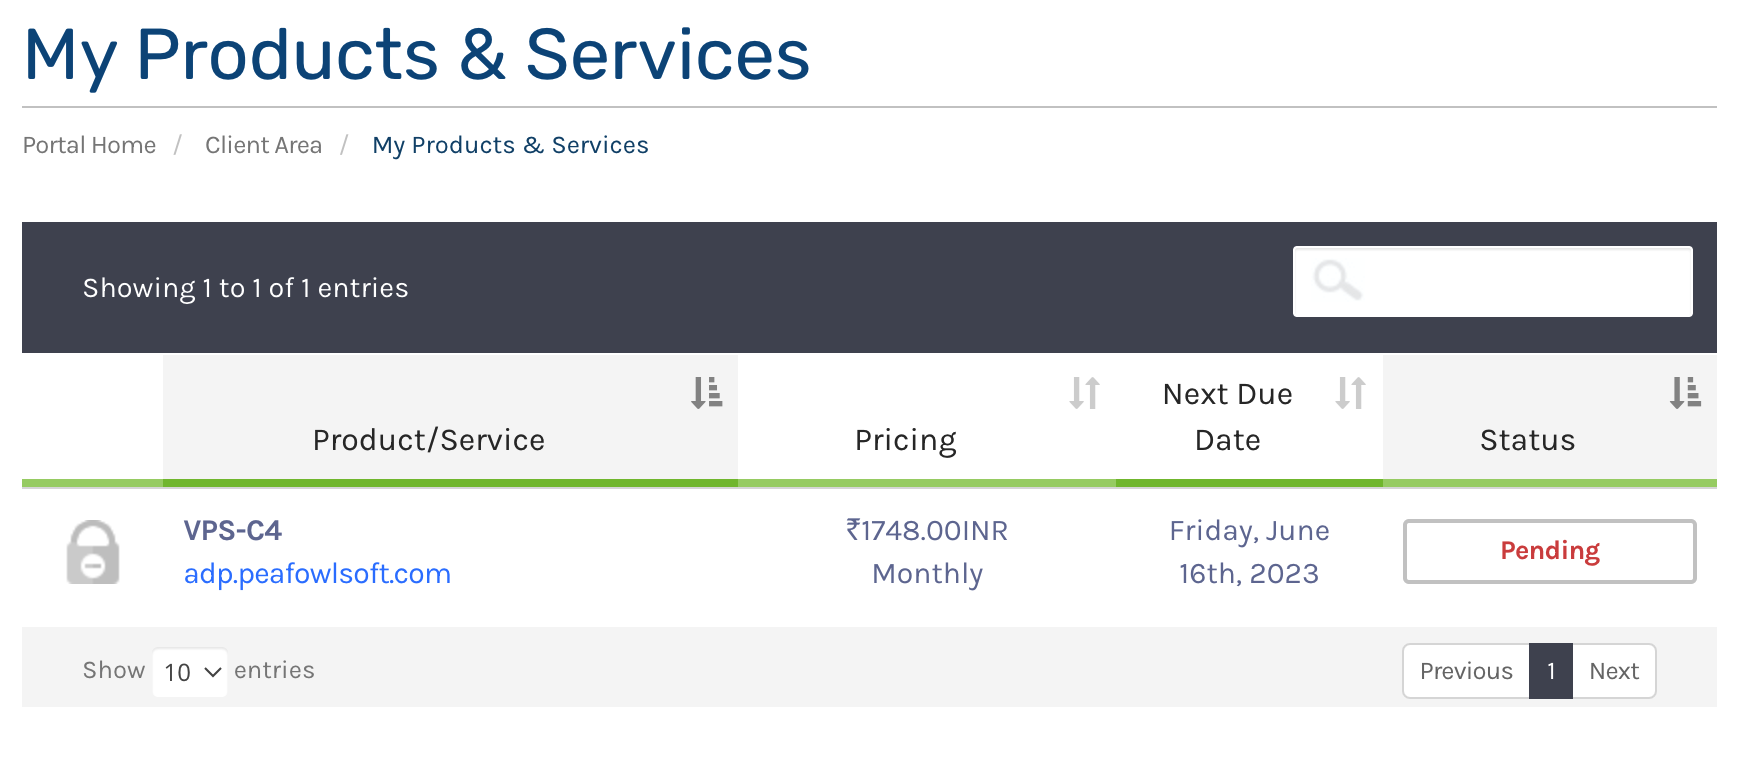 My Products & Services
Portal Home / Client Area / My Products & Services
Showing 1 to 1 of 1 entries
Product/Service
Pricing
Next Due
Date
Status
VPS-C4
adp.peafowlsoft.com
₹1748.00INR
Monthly
Friday, June
16th, 2023
Pending
Show 10 entries
Previous 1 Next